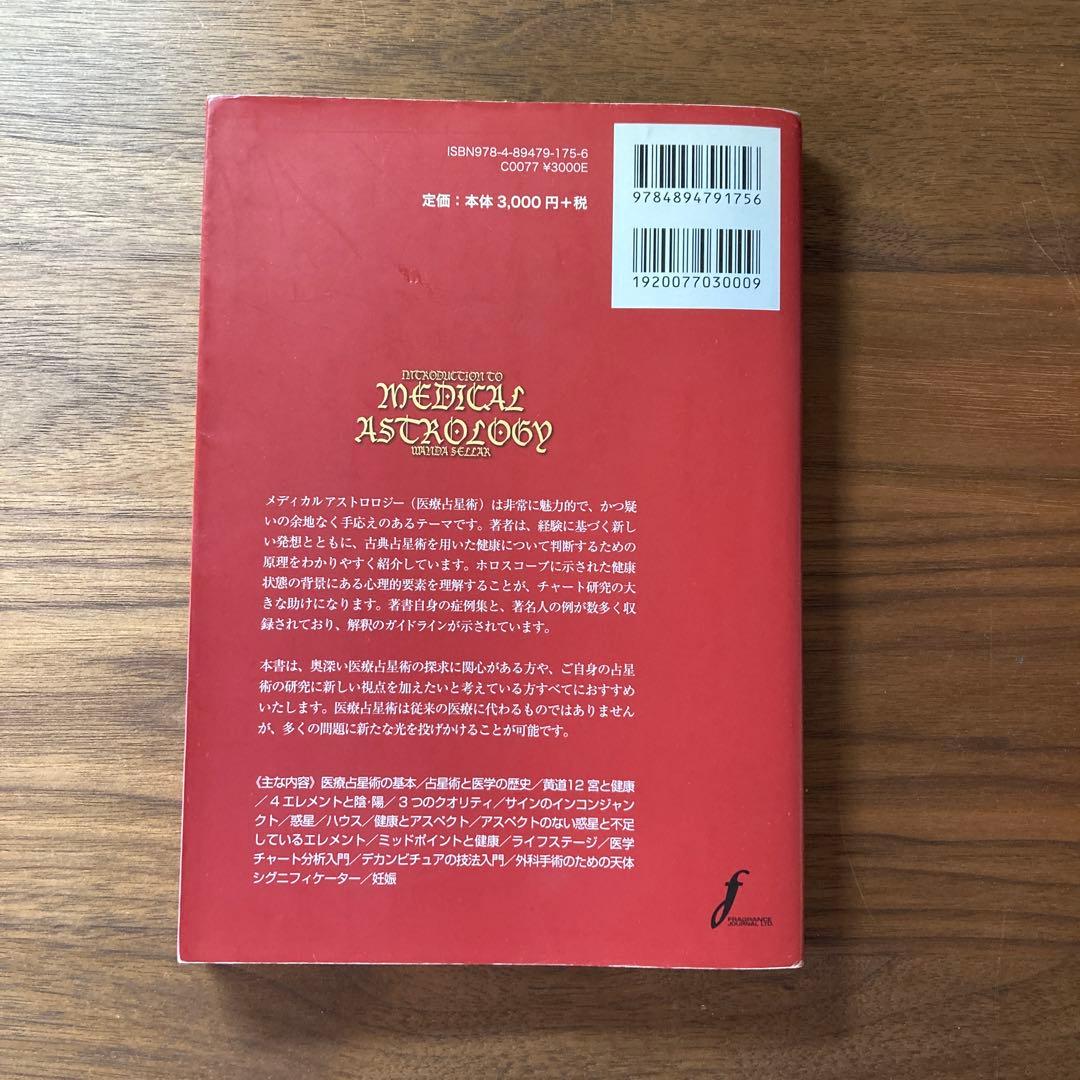 ISBN978-4-89479-175-6
C0077 ¥3000E
定価：本体 3,000 円＋税
9784894791756
1920077030009
INTRODUCTION TO
MEDICAL
ASTROLOGY
WANDA SELLAR
メディカルアストロロジー（医療占星術）は非常に魅力的で、かつ疑
いの余地なく手応えのあるテーマです。著者は、経験に基づく新し
い発想とともに、古典占星術を用いた健康について判断するための
原理をわかりやすく紹介しています。ホロスコープに示された健康
状態の背景にある心理的要素を理解することが、チャート研究の大
きな助けになります。著書自身の症例集と、著名人の例が数多く収
録されており、解釈のガイドラインが示されています。
本書は、奥深い医療占星術の探求に関心がある方や、ご自身の占星
術の研究に新しい視点を加えたいと考えている方すべてにおすすめ
いたします。医療占星術は従来の医療に代わるものではありません
が、多くの問題に新たな光を投げかけることが可能です。
《主な内容》医療占星術の基本／占星術と医学の歴史／黄道12 宮と健康
／4 エレメントと陰・陽／3 つのクオリティ／サインのインコンジャン
クト／惑星／ハウス／健康とアスペクト／アスペクトのない惑星と不足
しているエレメント／ミッドポイントと健康／ライフステージ／医学
チャート分析入門／デカンビチュアの技法入門／外科手術のための天体
シグニフィケーター／妊娠
f
FRAGRANCE
JOURNAL LTD.